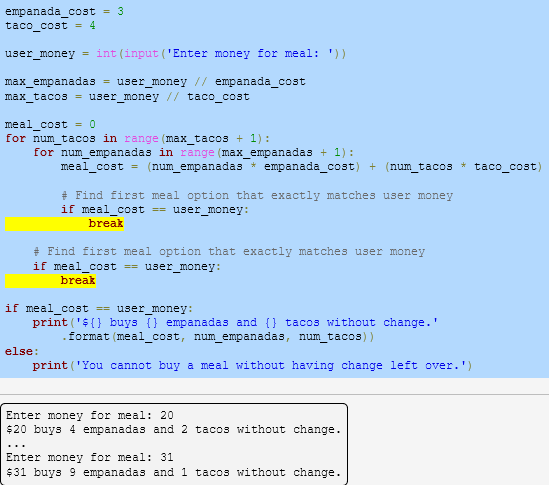 empanada_cost = 3
taco_cost = 4

user_money = int(input('Enter money for meal: '))

max_empanadas = user_money // empanada_cost
max_tacos = user_money // taco_cost

meal_cost = 0
for num_tacos in range(max_tacos + 1):
    for num_empanadas in range(max_empanadas + 1):
        meal_cost = (num_empanadas * empanada_cost) + (num_tacos * taco_cost)

        # Find first meal option that exactly matches user money
        if meal_cost == user_money:
            break

    # Find first meal option that exactly matches user money
    if meal_cost == user_money:
        break

if meal_cost == user_money:
    print('${} buys {} empanadas and {} tacos without change.'
        .format(meal_cost, num_empanadas, num_tacos))
else:
    print('You cannot buy a meal without having change left over.')

Enter money for meal: 20
$20 buys 4 empanadas and 2 tacos without change.
...
Enter money for meal: 31
$31 buys 9 empanadas and 1 tacos without change.